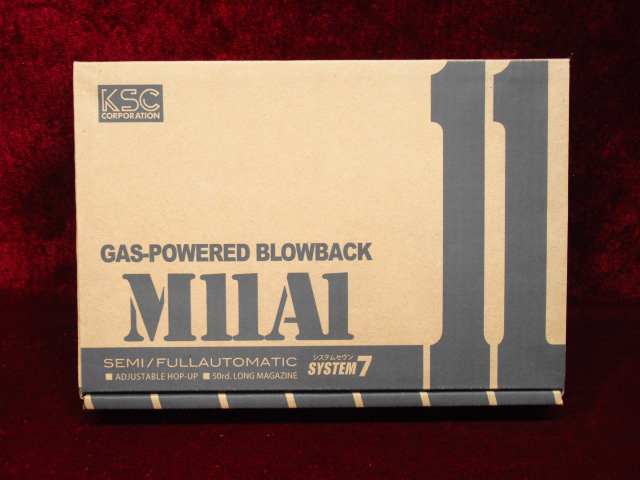 KSC
CORPORATION
11
GAS-POWERED BLOWBACK
M11A1
SEMI/FULLAUTOMATIC
システムセヴン
SYSTEM 7
■ ADJUSTABLE HOP-UP ■ 50rd. LONG MAGAZINE